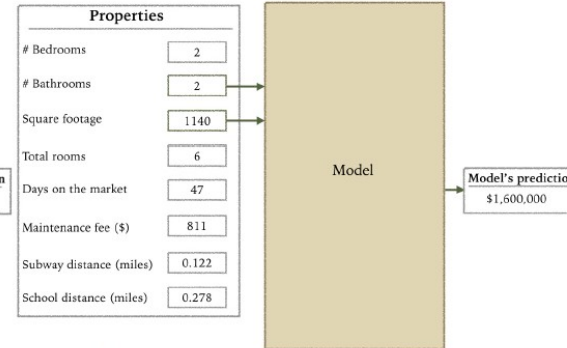 Properties
# Bedrooms 2
# Bathrooms 2
Square footage 1140
Total rooms 6
Days on the market 47
Maintenance fee ($) 811
Subway distance (miles) 0.122
School distance (miles) 0.278
Model
Model's predictio
$1,600,000
n